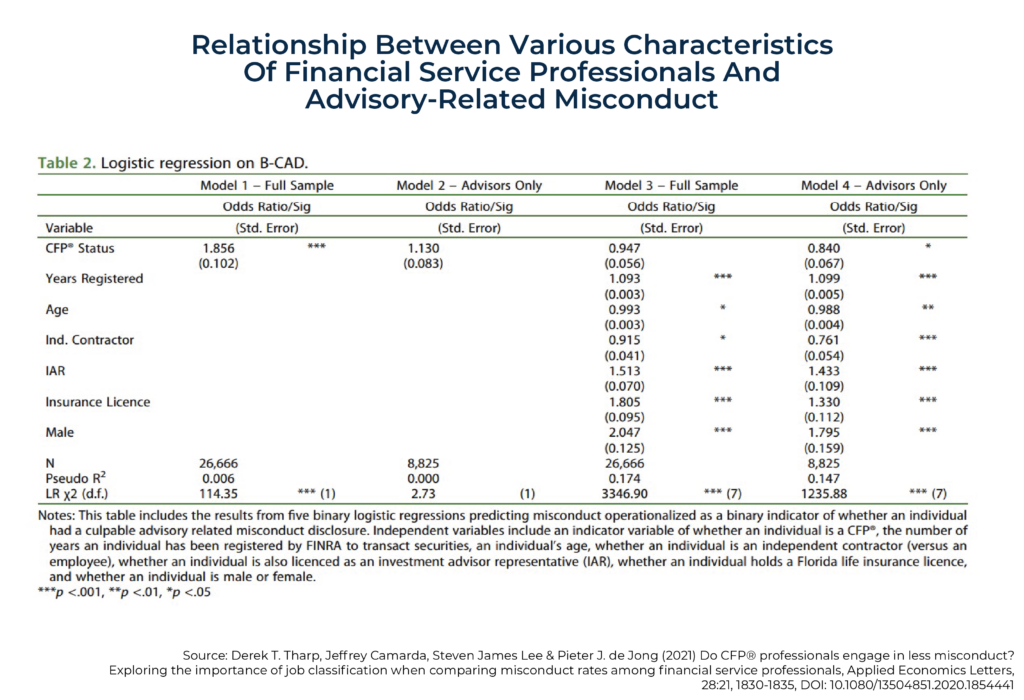 Relationship Between Various Characteristics
Of Financial Service Professionals And
Advisory-Related Misconduct
Table 2. Logistic regression on B-CAD.
Model 1 – Full Sample Model 2 – Advisors Only Model 3 – Full Sample Model 4 – Advisors Only
Odds Ratio/Sig Odds Ratio/Sig Odds Ratio/Sig Odds Ratio/Sig
Variable (Std. Error) (Std. Error) (Std. Error) (Std. Error)
CFP® Status 1.856 *** 1.130 0.947 0.840 *
(0.102) (0.083) (0.056) (0.067)
Years Registered 1.093 *** 1.099 ***
(0.003) (0.005)
Age 0.993 * 0.988 **
(0.003) (0.004)
Ind. Contractor 0.915 * 0.761 ***
(0.041) (0.054)
IAR 1.513 *** 1.433 ***
(0.070) (0.109)
Insurance Licence 1.805 *** 1.330 ***
(0.095) (0.112)
Male 2.047 *** 1.795 ***
(0.125) (0.159)
N 26,666 8,825 26,666 8,825
Pseudo R² 0.006 0.000 0.174 0.147
LR χ2 (d.f.) 114.35 *** (1) 2.73 (1) 3346.90 *** (7) 1235.88 *** (7)
Notes: This table includes the results from five binary logistic regressions predicting misconduct operationalized as a binary indicator of whether an individual
had a culpable advisory related misconduct disclosure. Independent variables include an indicator variable of whether an individual is a CFP®, the number of
years an individual has been registered by FINRA to transact securities, an individual's age, whether an individual is an independent contractor (versus an
employee), whether an individual is also licenced as an investment advisor representative (IAR), whether an individual holds a Florida life insurance licence,
and whether an individual is male or female.
***p <.001, **p <.01, *p <.05
Source: Derek T. Tharp, Jeffrey Camarda, Steven James Lee & Pieter J. de Jong (2021) Do CFP® professionals engage in less misconduct?
Exploring the importance of job classification when comparing misconduct rates among financial service professionals, Applied Economics Letters,
28:21, 1830-1835, DOI: 10.1080/13504851.2020.1854441